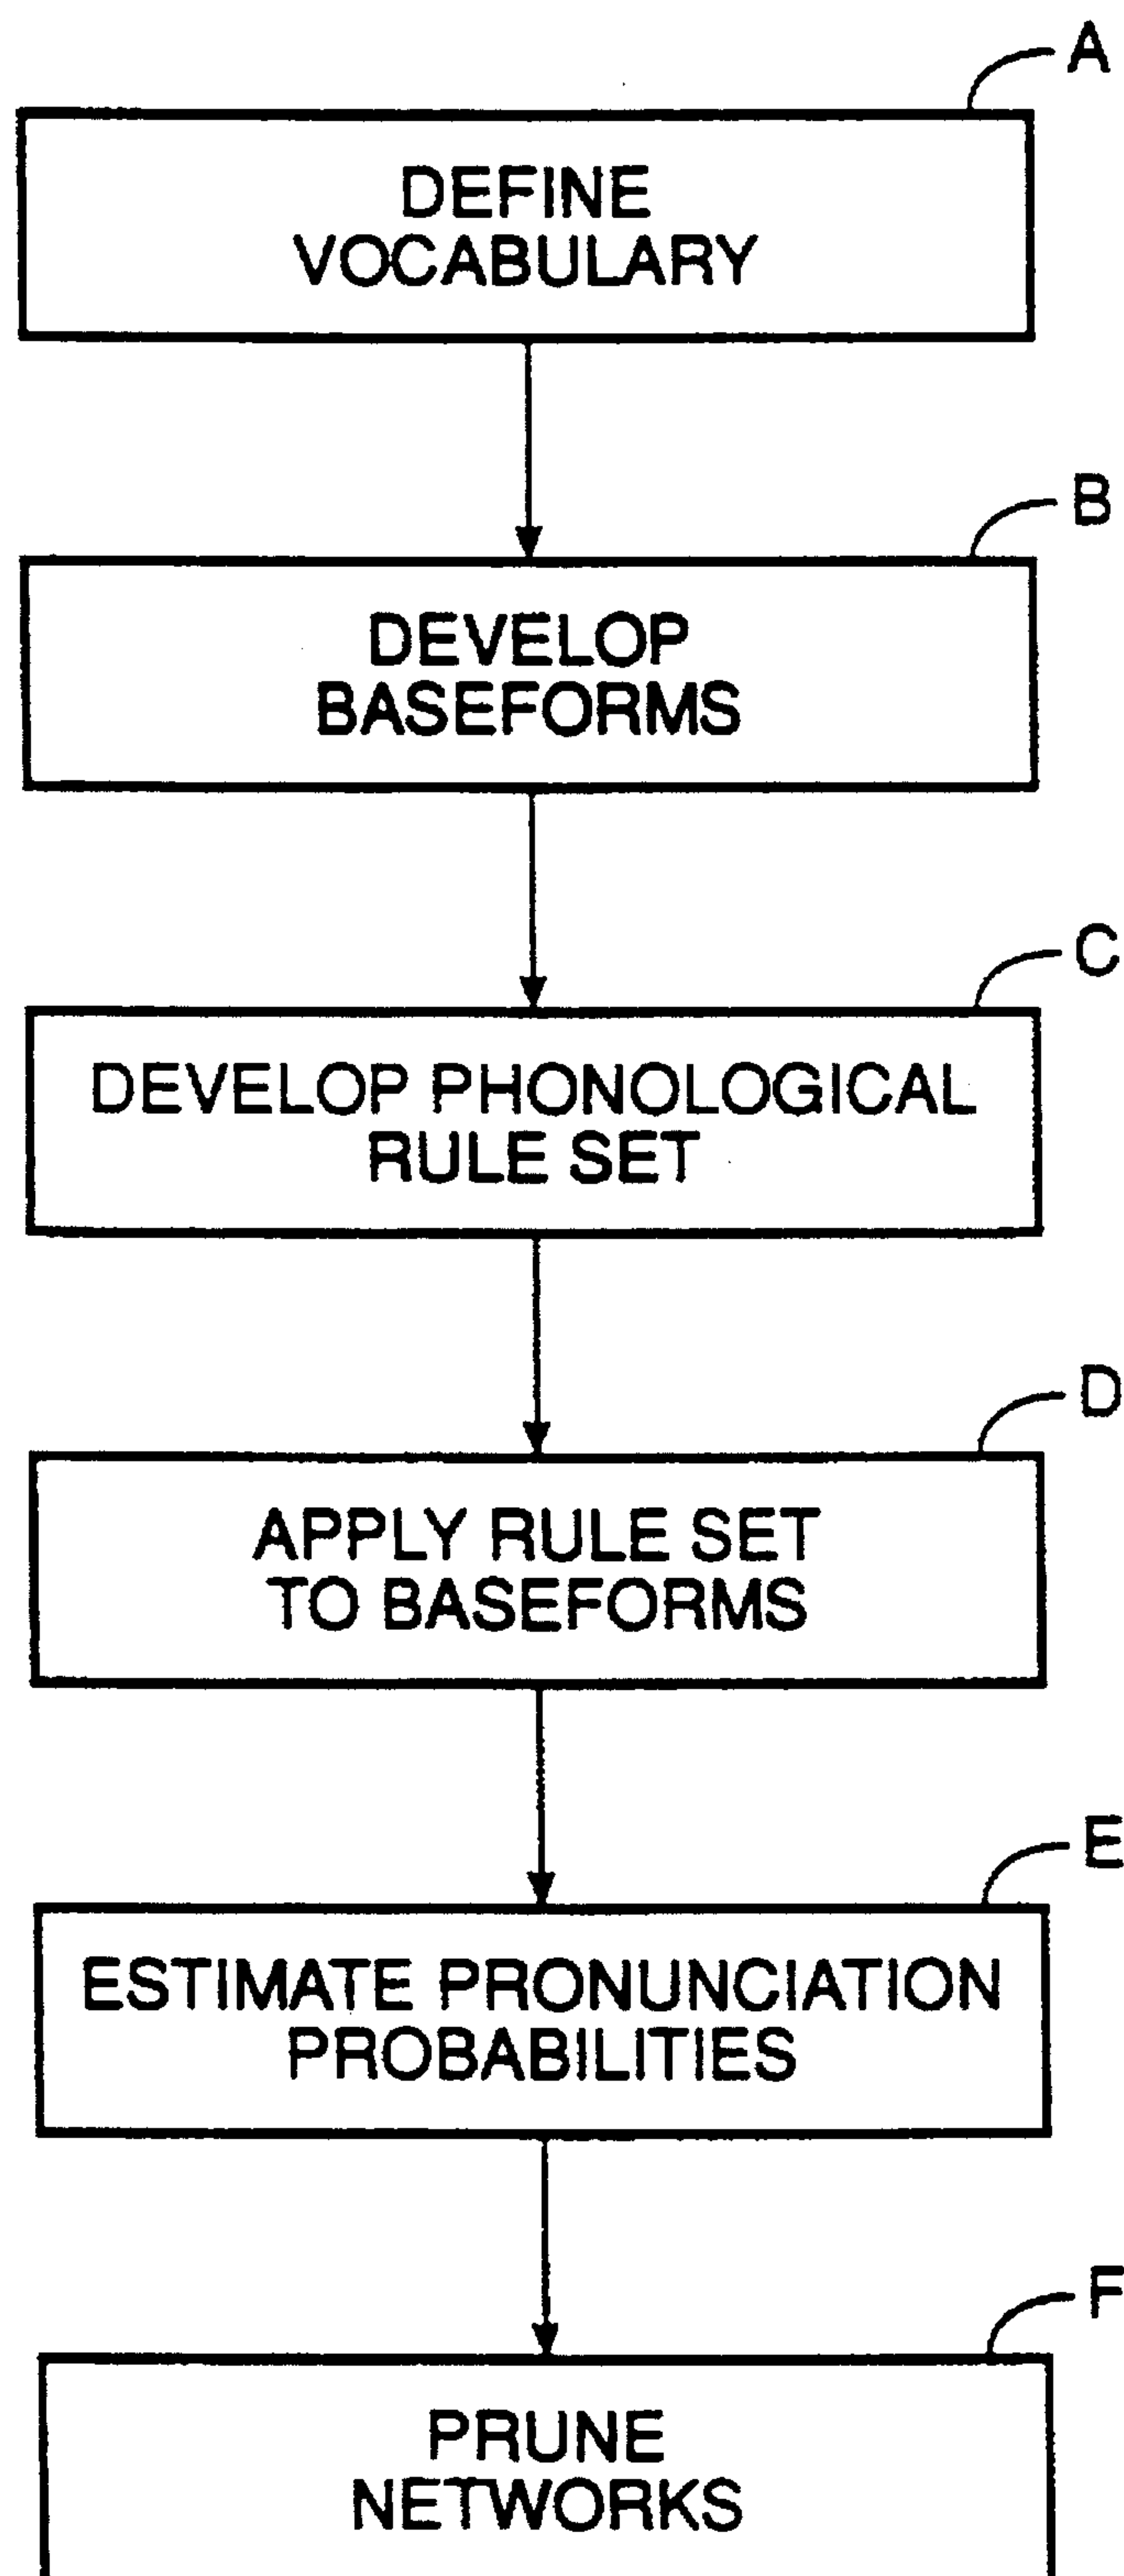 A
DEFINE
VOCABULARY
B
DEVELOP
BASEFORMS
C
DEVELOP PHONOLOGICAL
RULE SET
D
APPLY RULE SET
TO BASEFORMS
E
ESTIMATE PRONUNCIATION
PROBABILITIES
F
PRUNE
NETWORKS